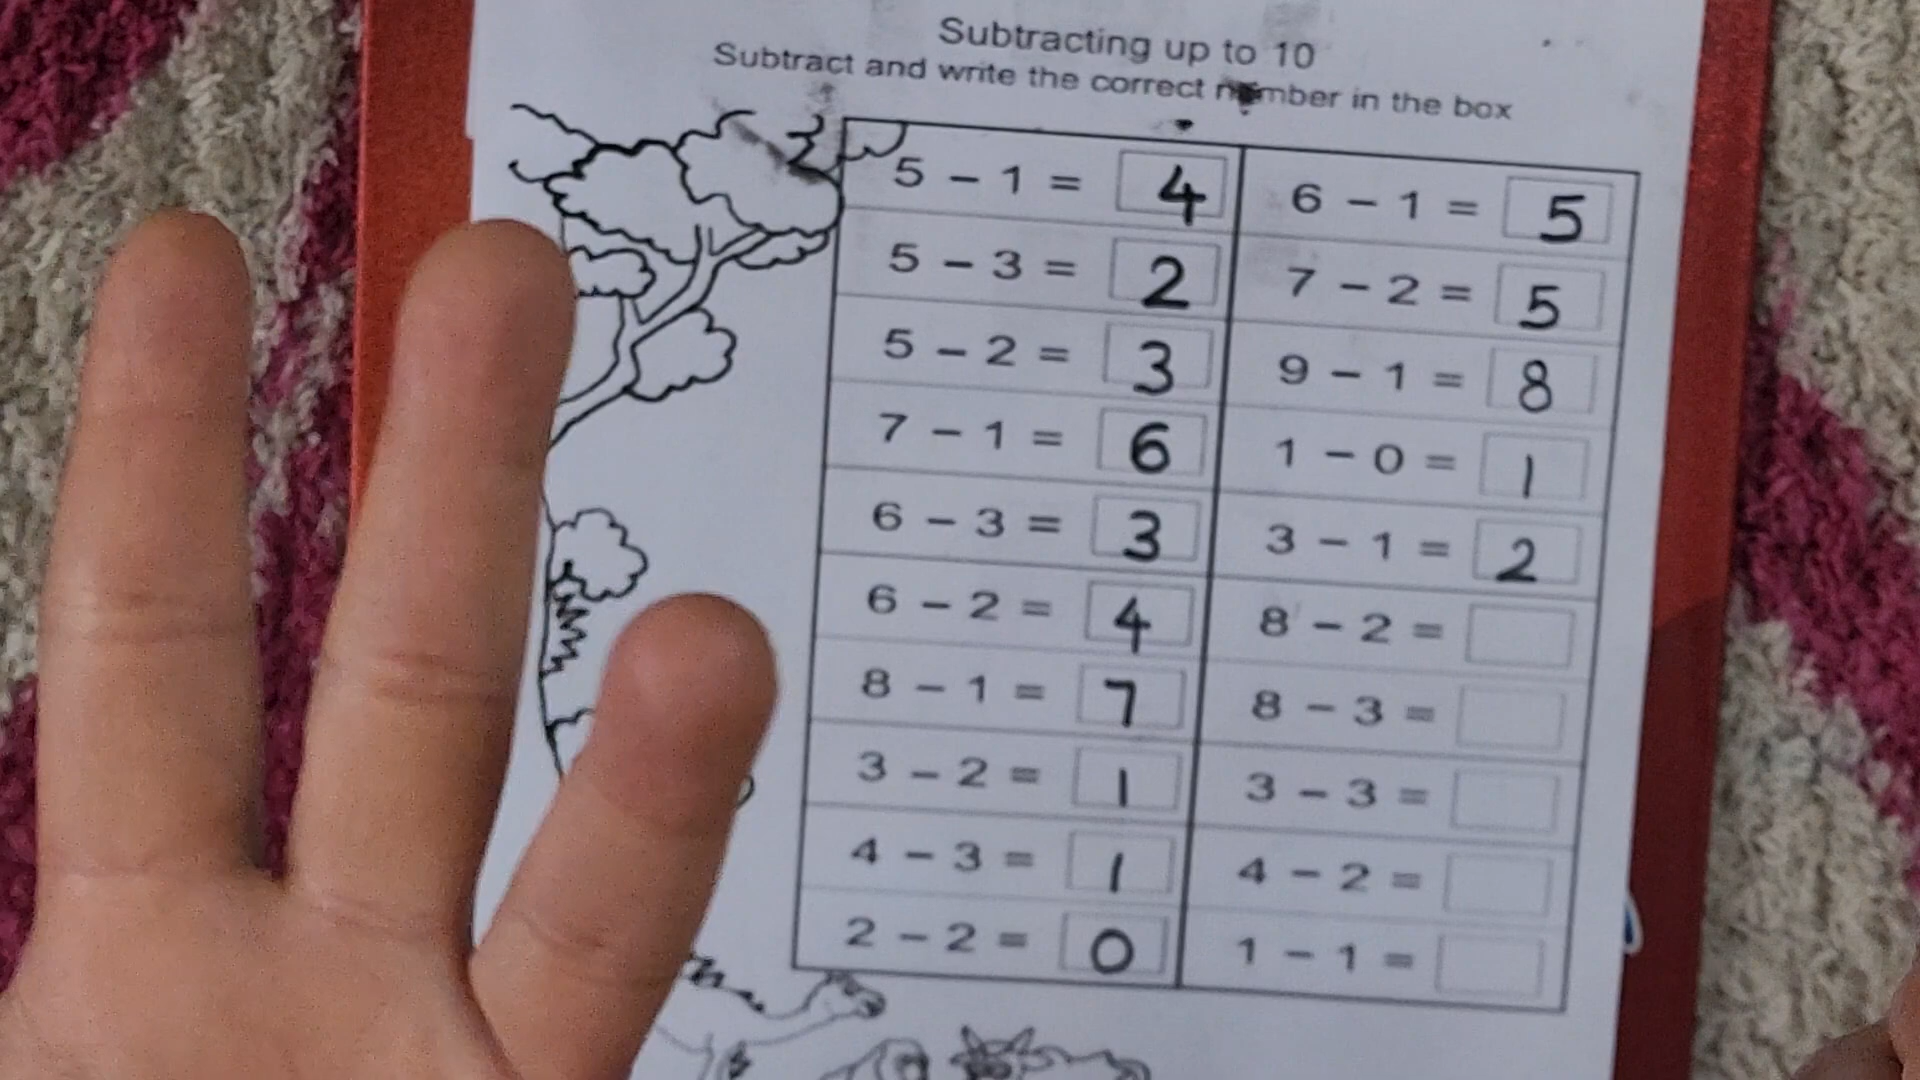 Subtracting up to 10
Subtract and write the correct number in the box
5 - 1 = 4
5 - 3 = 2
5 - 2 = 3
7 - 1 = 6
6 - 3 = 3
6 - 2 = 4
8 - 1 = 7
3 - 2 = 1
4 - 3 = 1
2 - 2 = 0
6 - 1 = 5
7 - 2 = 5
9 - 1 = 8
1 - 0 = 1
3 - 1 = 2
8 - 2 =
8 - 3 =
3 - 3 =
4 - 2 =
1 - 1 =